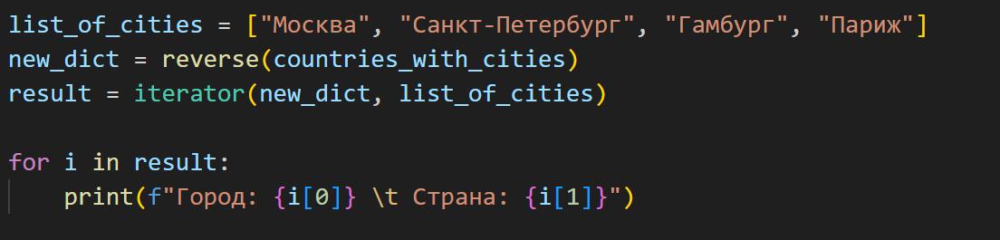 list_of_cities = ["Москва", "Санкт-Петербург", "Гамбург", "Париж"]
new_dict = reverse(countries_with_cities)
result = iterator(new_dict, list_of_cities)
for i in result:
    print(f"Город: {i[0]} \t Страна: {i[1]}")